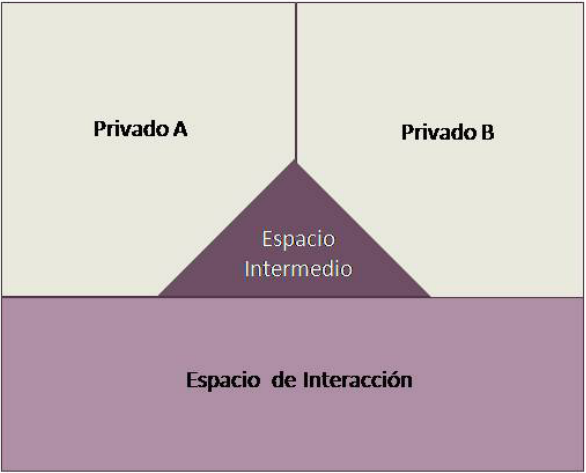 Privado A
Privado B
Espacio
Intermedio
Espacio de Interacción